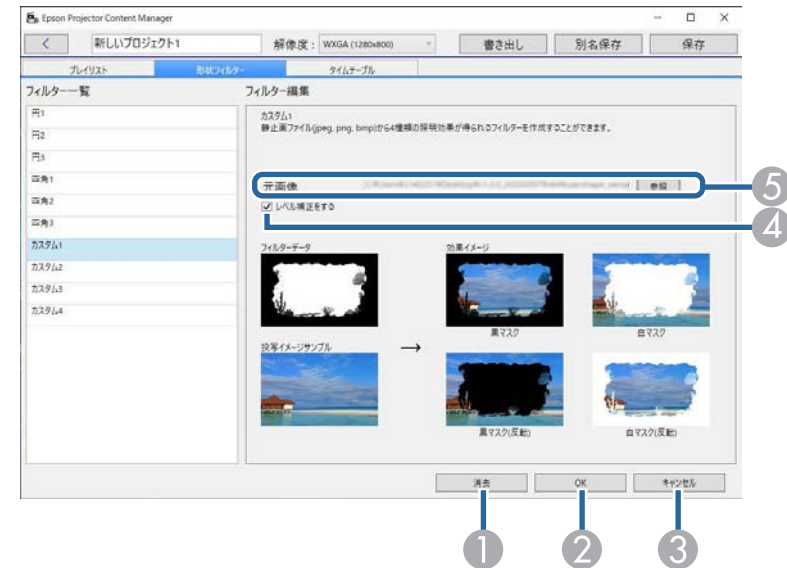 Epson Projector Content Manager
新しいプロジェクト1 解像度： WXGA (1280x800) 書き出し 別名保存 保存
プレイリスト 形状フィルター タイムテーブル
フィルター一覧 フィルター編集
円1
円2
円3
四角1
四角2
四角3
カスタム1
カスタム2
カスタム3
カスタム4
カスタム1
静止画ファイル(jpeg, png, bmp)から4種類の照明効果が得られるフィルターを作成することができます。
元画像 参照 5
レベル補正をする 4
フィルターデータ 効果イメージ
黒マスク 白マスク
投写イメージサンプル →
黒マスク(反転) 白マスク(反転)
消去 OK キャンセル
1 2 3